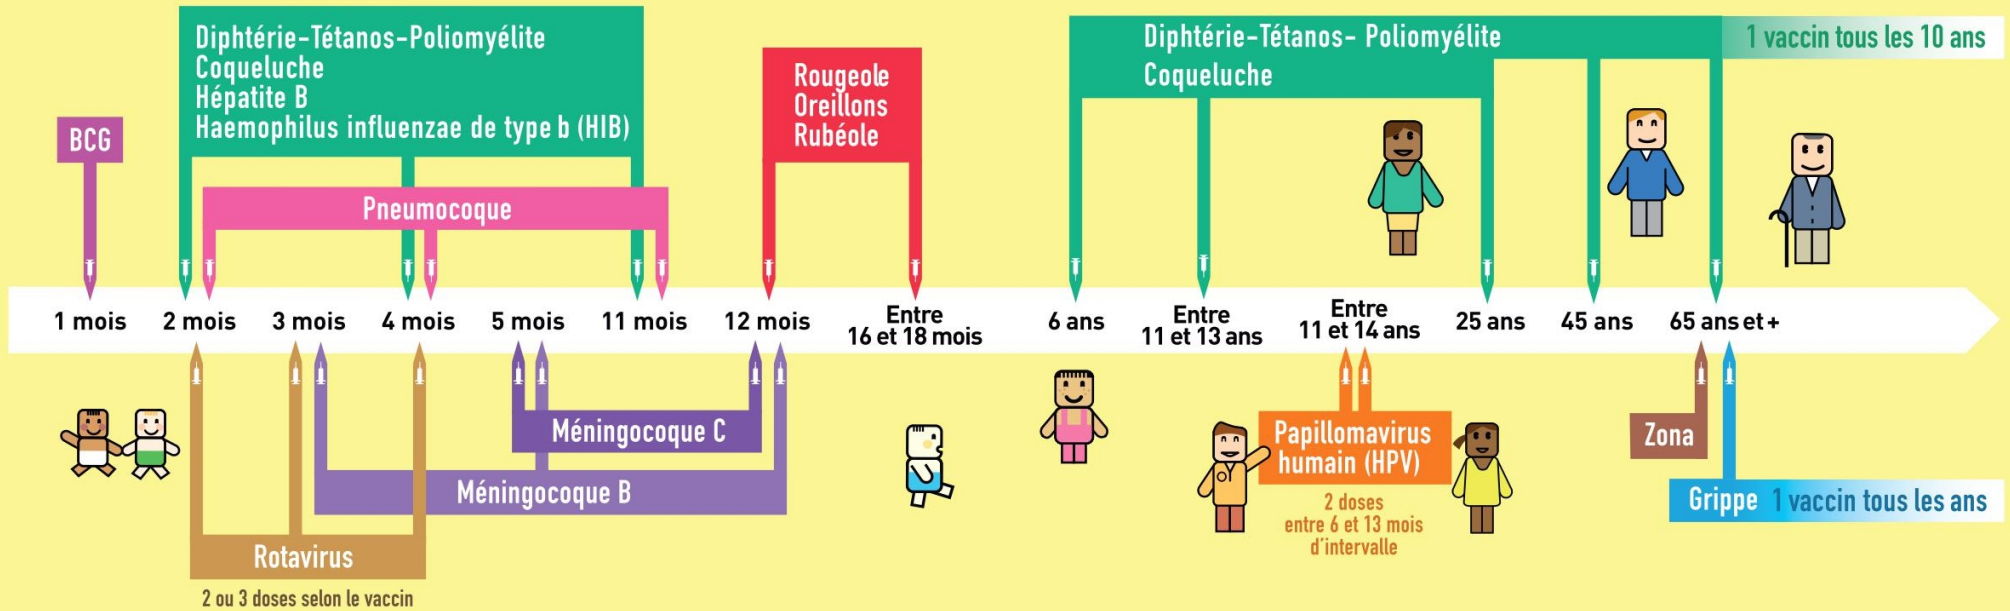 BCG
Diphtérie-Tétanos-Poliomyélite
Coqueluche
Hépatite B
Haemophilus influenzae de type b (HIB)
Pneumocoque
Rougeole
Oreillons
Rubéole
Diphtérie-Tétanos- Poliomyélite
Coqueluche
1 vaccin tous les 10 ans
1 mois
2 mois
3 mois
4 mois
5 mois
11 mois
12 mois
Entre
16 et 18 mois
6 ans
Entre
11 et 13 ans
Entre
11 et 14 ans
25 ans
45 ans
65 ans et +
Méningocoque C
Méningocoque B
Rotavirus
2 ou 3 doses selon le vaccin
Papillomavirus
humain (HPV)
2 doses
entre 6 et 13 mois
d'intervalle
Zona
Grippe 1 vaccin tous les ans